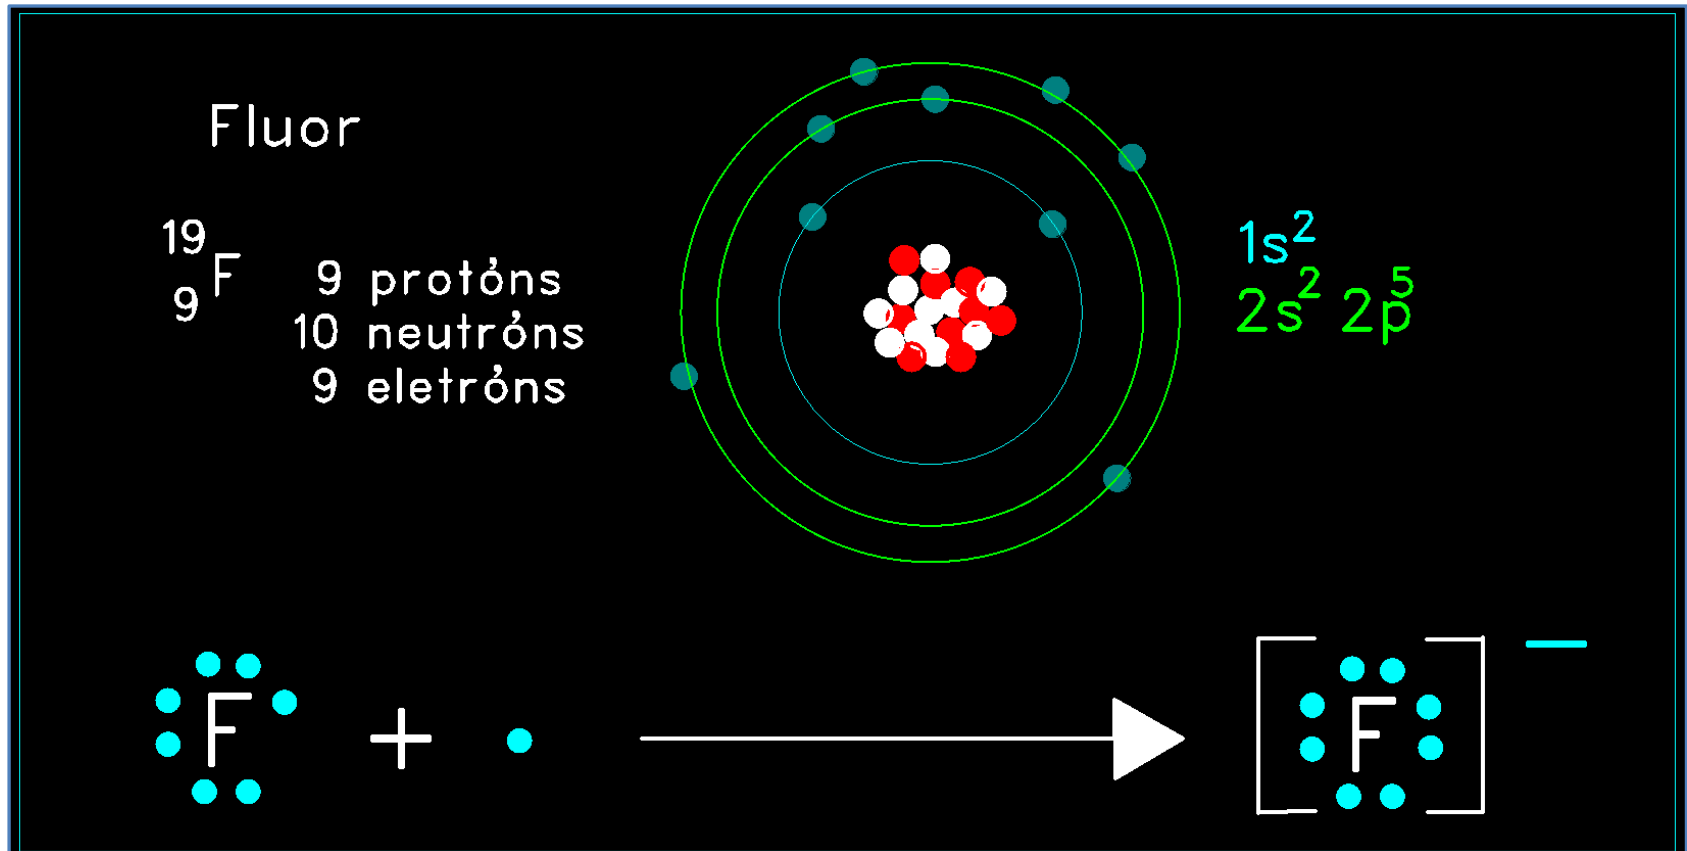 Fluor
19
9 F
9 protóns
10 neutróns
9 eletróns
1s²
2s² 2p⁵
F + → [F] −